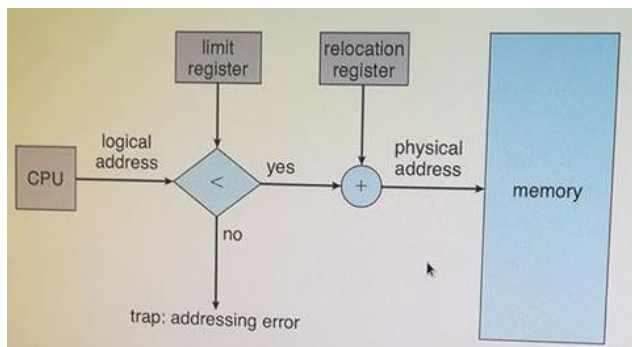 limit
register
relocation
register
logical
address
CPU
<
yes
+
physical
address
memory
no
trap: addressing error